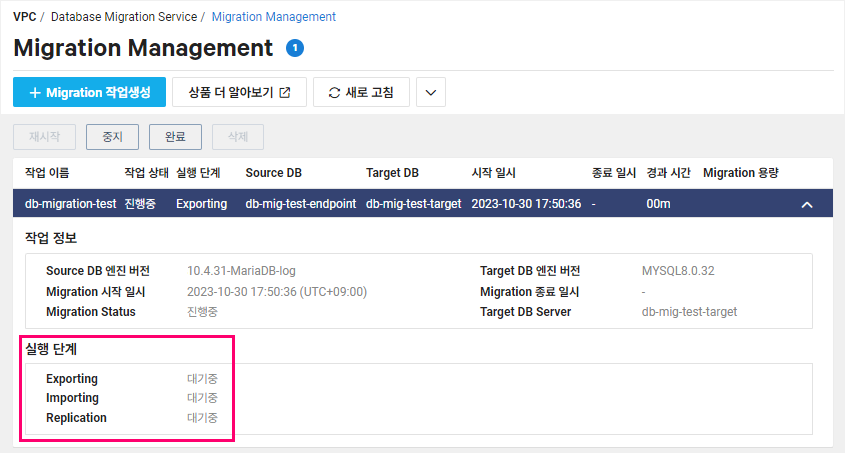 VPC / Database Migration Service / Migration Management
Migration Management 1
+ Migration 작업생성 상품 더 알아보기 새로 고침
재시작 중지 완료 삭제
작업 이름 작업 상태 실행 단계 Source DB Target DB 시작 일시 종료 일시 경과 시간 Migration 용량
db-migration-test 진행중 Exporting db-mig-test-endpoint db-mig-test-target 2023-10-30 17:50:36 - 00m
작업 정보
Source DB 엔진 버전 10.4.31-MariaDB-log Target DB 엔진 버전 MYSQL8.0.32
Migration 시작 일시 2023-10-30 17:50:36 (UTC+09:00) Migration 종료 일시 -
Migration Status 진행중 Target DB Server db-mig-test-target
실행 단계
Exporting 대기중
Importing 대기중
Replication 대기중